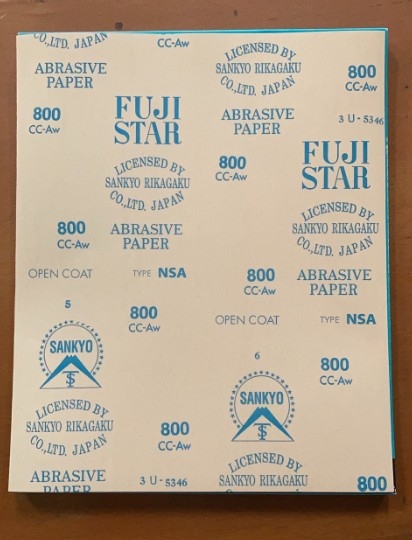 CO.,LTD. JAPAN
ABRASIVE
PAPER
800
CC-Aw
FUJI
STAR
LICENSED BY
SANKYO RIKAGAKU
CO.,LTD. JAPAN
800
CC-Aw
ABRASIVE
PAPER
OPEN COAT
TYPE NSA
5
800
CC-Aw
SANKYO
LICENSED BY
SANKYO RIKAGAKU
CO.,LTD. JAPAN
800
CC-Aw
ABRASIVE
PAPER
3 U - 5346
CC-Aw
LICENSED BY
SANKYO RIKAGAKU
CO.,LTD. JAPAN
800
CC-Aw
ABRASIVE
PAPER
3 U - 5346
800
CC-Aw
FUJI
STAR
LICENSED BY
SANKYO RIKAGAKU
CO.,LTD. JAPAN
800
CC-Aw
ABRASIVE
PAPER
OPEN COAT
TYPE NSA
6
800
CC-Aw
SANKYO
LICENSED BY
SANKYO RIKAGAKU
800